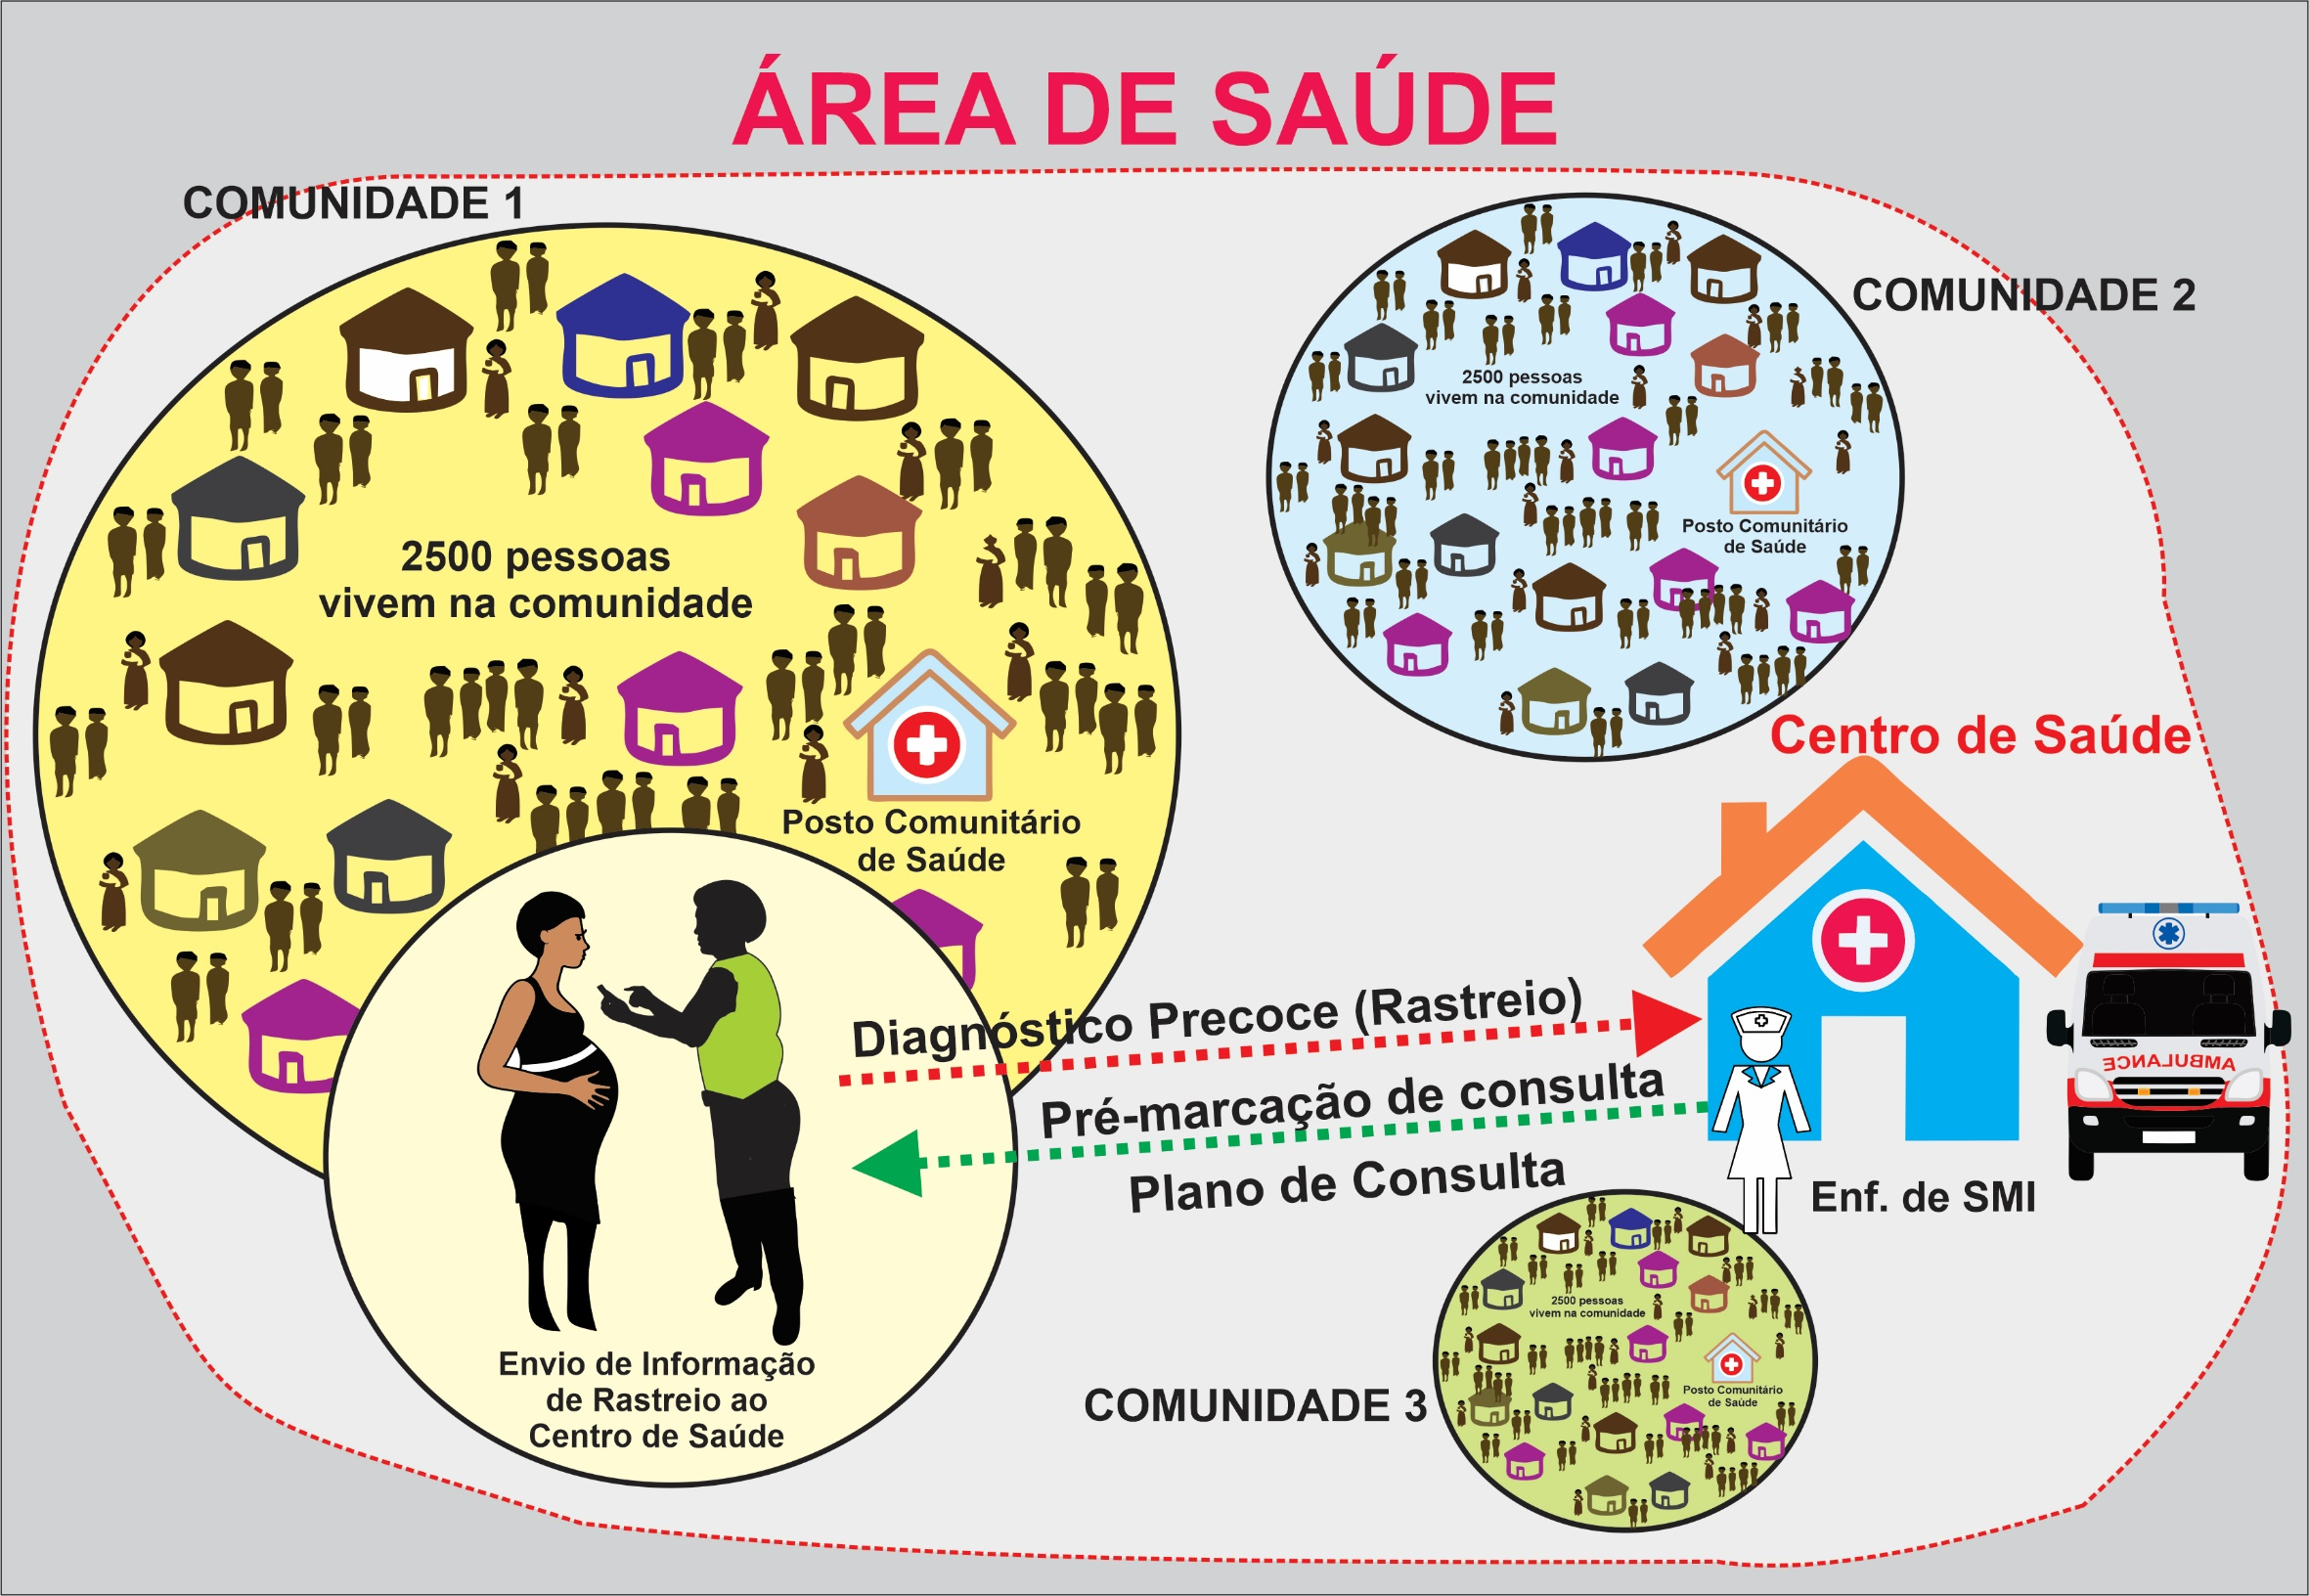 ÁREA DE SAÚDE
COMUNIDADE 1
2500 pessoas
vivem na comunidade
Posto Comunitário
de Saúde
COMUNIDADE 2
2500 pessoas
vivem na comunidade
Posto Comunitário
de Saúde
Centro de Saúde
AMBULANCE
Diagnóstico Precoce (Rastreio)
Pré-marcação de consulta
Plano de Consulta
Enf. de SMI
Envio de Informação
de Rastreio ao
Centro de Saúde
COMUNIDADE 3
2500 pessoas
vivem na comunidade
Posto Comunitário
de Saúde